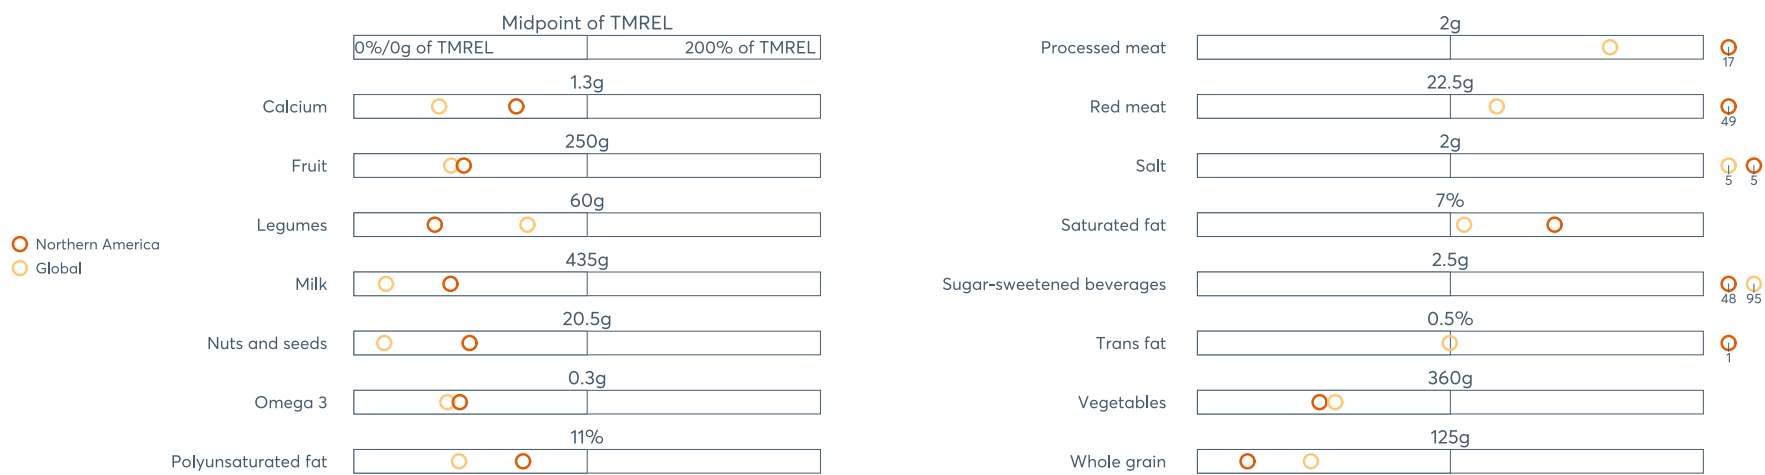 Midpoint of TMREL
0%/0g of TMREL 200% of TMREL
1.3g
Calcium
250g
Fruit
60g
Legumes
Northern America
Global
435g
Milk
20.5g
Nuts and seeds
0.3g
Omega 3
11%
Polyunsaturated fat
2g
Processed meat
17
22.5g
Red meat
49
2g
Salt
5 5
7%
Saturated fat
2.5g
Sugar-sweetened beverages
48 95
0.5%
Trans fat
1
360g
Vegetables
125g
Whole grain